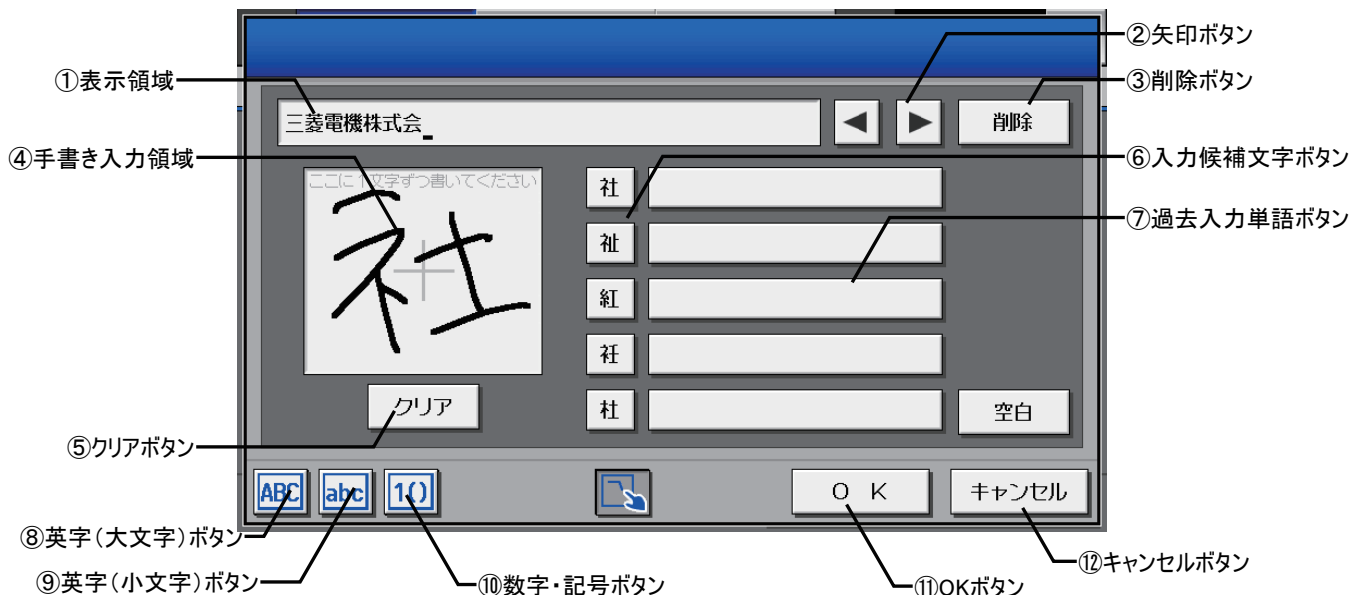 ②矢印ボタン
①表示領域
③削除ボタン
三菱電機株式会_
◀ ▶ 削除
④手書き入力領域
⑥入力候補文字ボタン
ここに1文字ずつ書いてください
社
社
⑦過去入力単語ボタン
祉
紅
衽
杜
クリア
空白
⑤クリアボタン
ABC abc 1() O K キャンセル
⑧英字(大文字)ボタン
⑫キャンセルボタン
⑨英字(小文字)ボタン
⑩数字・記号ボタン
⑪OKボタン